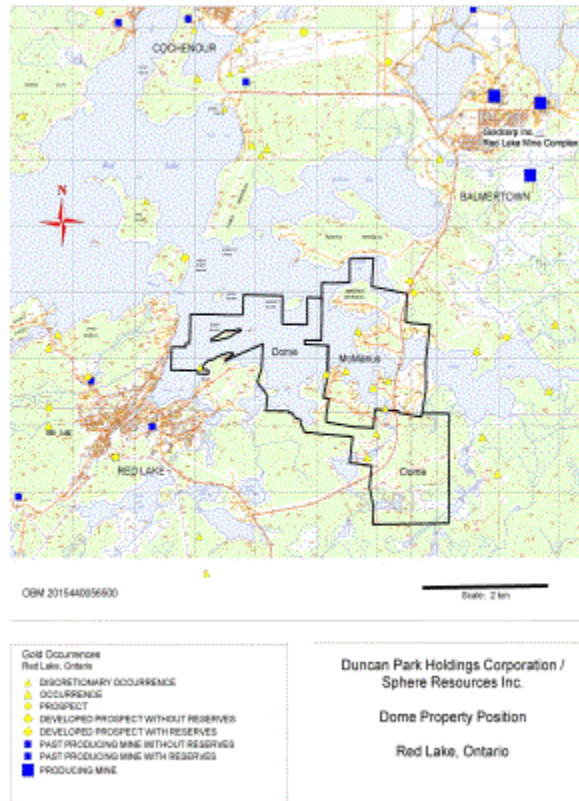 COCHENOUR
Goldcorp Inc.
Red Lake Mine Complex
BALMERTOWN
N
Dome
McManus
RED LAKE
Dome
Scale: 2 km
Gold Occurrences
Red Lake, Ontario
DISCRETIONARY OCCURRENCE
OCCURRENCE
PROSPECT
DEVELOPED PROSPECT WITHOUT RESERVES
DEVELOPED PROSPECT WITH RESERVES
PAST PRODUCING MINE WITHOUT RESERVES
PAST PRODUCING MINE WITH RESERVES
PRODUCING MINE
Duncan Park Holdings Corporation /
Sphere Resources Inc.
Dome Property Position
Red Lake, Ontario